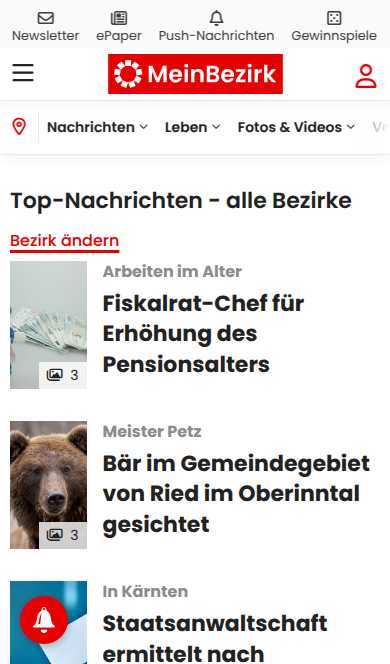 Newsletter
ePaper
Push-Nachrichten
Gewinnspiele
MeinBezirk
Nachrichten
Leben
Fotos & Videos
Top-Nachrichten - alle Bezirke
Bezirk ändern
3
Arbeiten im Alter
Fiskalrat-Chef für
Erhöhung des
Pensionsalters
3
Meister Petz
Bär im Gemeindegebiet
von Ried im Oberinntal
gesichtet
In Kärnten
Staatsanwaltschaft
ermittelt nach